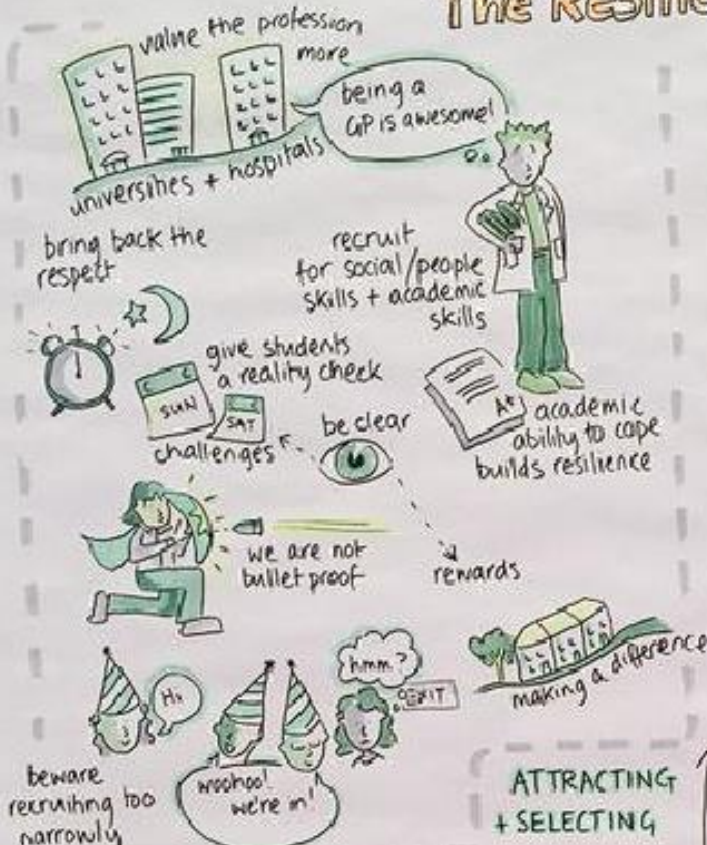 The
value the profession
more
being a
GP is awesome!
universities + hospitals
bring back the
respect
recruit
for social/people
skills + academic
skills
give students
a reality check
SUN
SAT
challenges
be clear
A+
academic
ability to cope
builds resilience
we are not
bullet proof
rewards
Hi
hmm?
EXIT
making a difference
beware
recruiting too
narrowly
woohoo!
we're in!
ATTRACTING
+ SELECTING